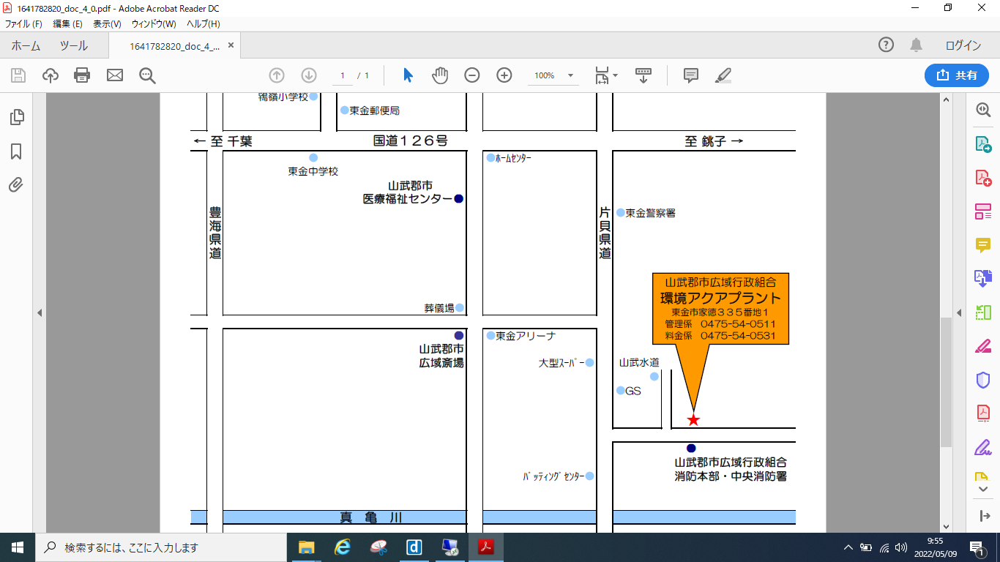 1641782820_doc_4_0.pdf - Adobe Acrobat Reader DC
ファイル(F) 編集(E) 表示(V) ウィンドウ(W) ヘルプ(H)
ホーム ツール 1641782820_doc_4_... × ログイン
1 / 1 100% 共有
鴇嶺小学校
東金郵便局
← 至 千葉 国道126号 至 銚子 →
東金中学校
ホームセンター
山武郡市
医療福祉センター
豊海県道
片貝県道
東金警察署
山武郡市広域行政組合
環境アクアプラント
東金市家徳335番地1
管理係 0475-54-0511
料金係 0475-54-0531
葬儀場
山武郡市
広域斎場
東金アリーナ
大型スーパー
山武水道
GS
山武郡市広域行政組合
消防本部・中央消防署
バッティングセンター
真亀川
検索するには、ここに入力します
9:55
2022/05/09
1